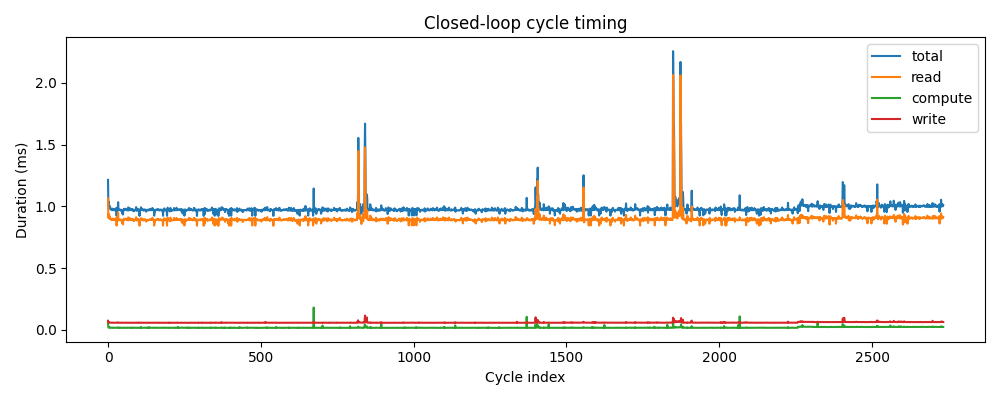 Closed-loop cycle timing
Duration (ms)
2.0
1.5
1.0
0.5
0.0
total
read
compute
write
0 500 1000 1500 2000 2500
Cycle index